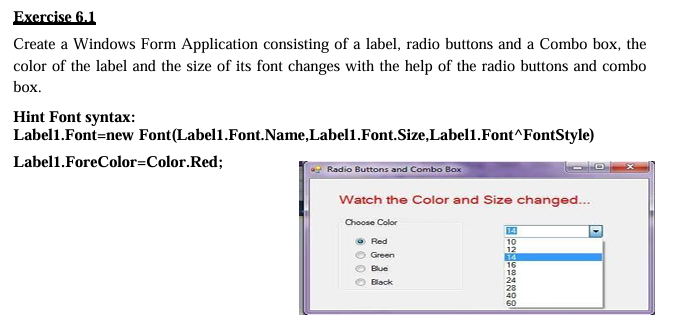 Exercise 6.1
Create a Windows Form Application consisting of a label, radio buttons and a Combo box, the
color of the label and the size of its font changes with the help of the radio buttons and combo
box.
Hint Font syntax:
Label1.Font=new Font(Label1.Font.Name,Label1.Font.Size,Label1.Font^FontStyle)
Label1.ForeColor=Color.Red;
Radio Buttons and Combo Box
Watch the Color and Size changed...
Choose Color
Red
Green
Blue
Black
14
10
12
14
16
18
24
28
40
60